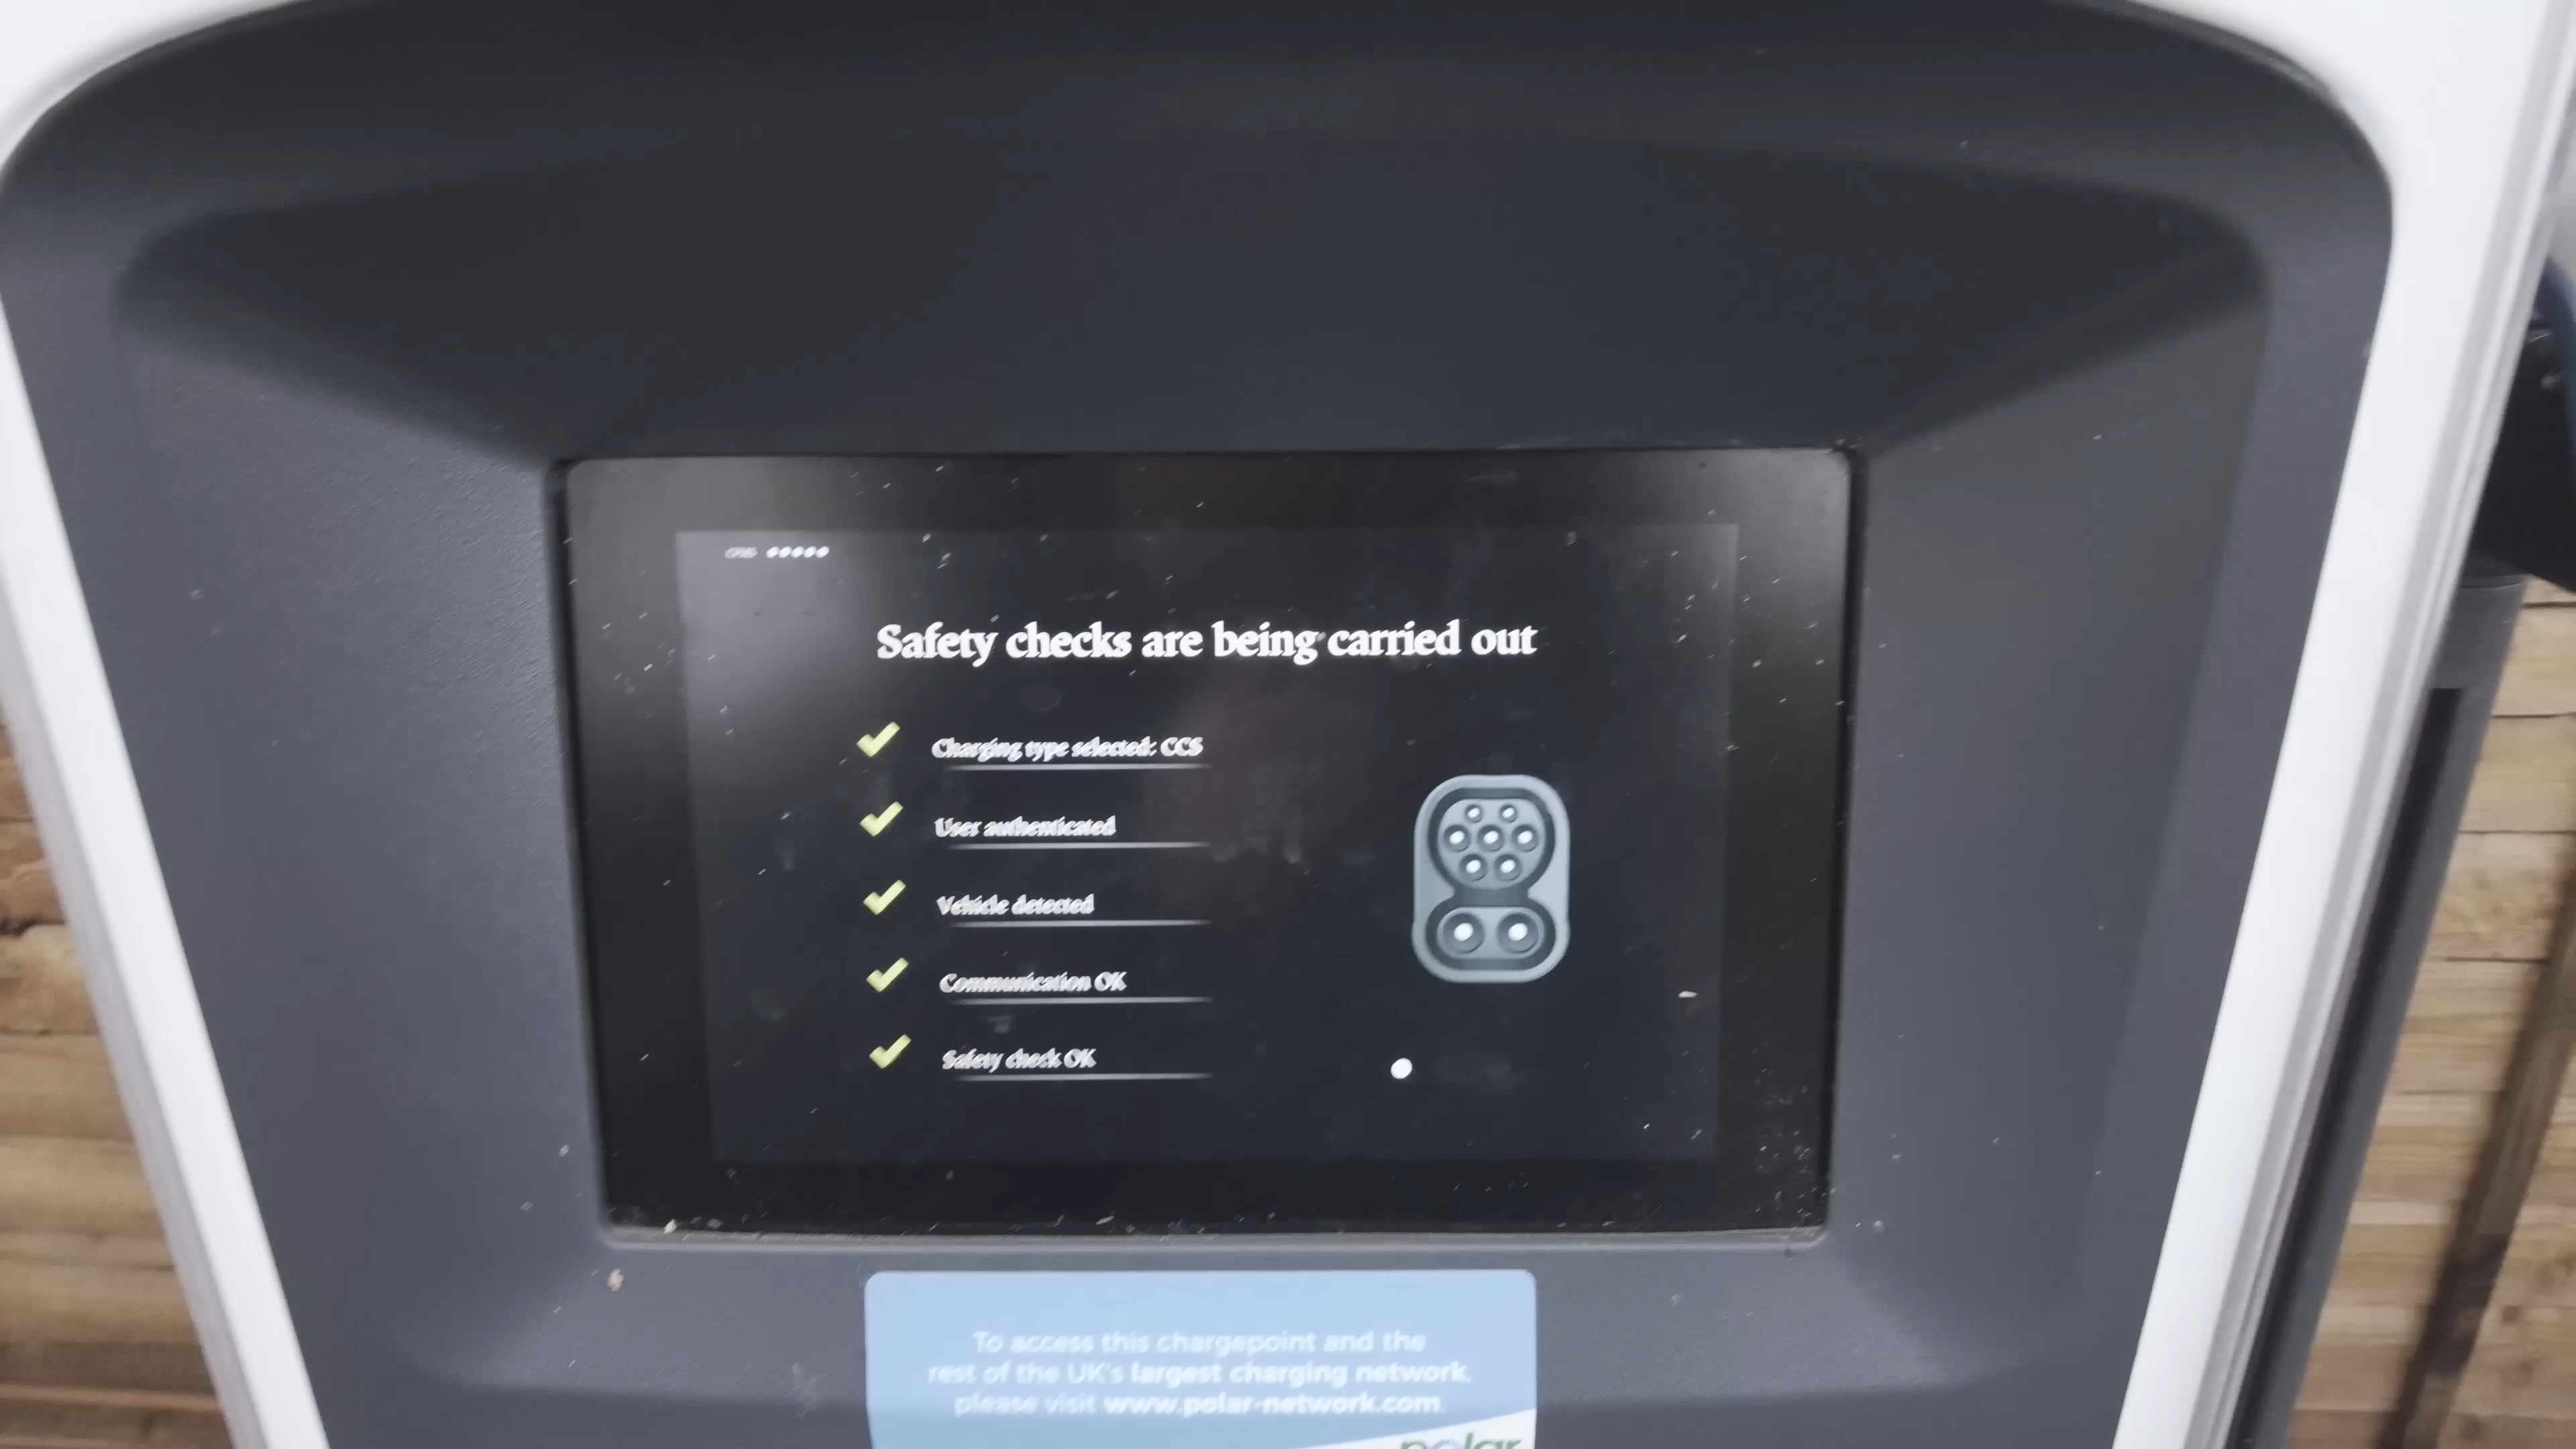 Safety checks are being carried out
Charging type selected: CCS
User authenticated
Vehicle detected
Communication OK
Safety check OK
To access this chargepoint and the
rest of the UK's largest charging network,
please visit www.polar-network.com
polar